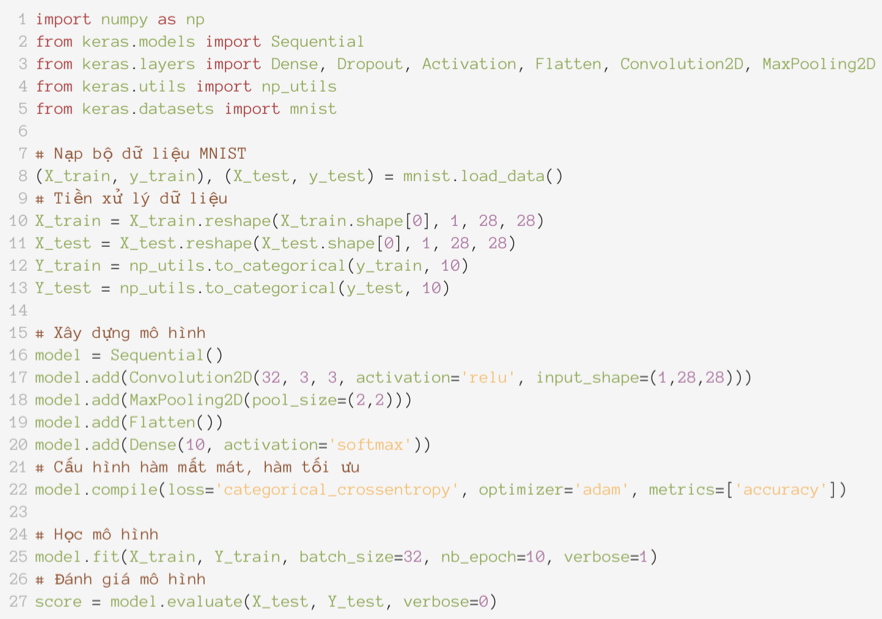 1 import numpy as np
2 from keras.models import Sequential
3 from keras.layers import Dense, Dropout, Activation, Flatten, Convolution2D, MaxPooling2D
4 from keras.utils import np_utils
5 from keras.datasets import mnist
6
7 # Nạp bộ dữ liệu MNIST
8 (X_train, y_train), (X_test, y_test) = mnist.load_data()
9 # Tiền xử lý dữ liệu
10 X_train = X_train.reshape(X_train.shape[0], 1, 28, 28)
11 X_test = X_test.reshape(X_test.shape[0], 1, 28, 28)
12 Y_train = np_utils.to_categorical(y_train, 10)
13 Y_test = np_utils.to_categorical(y_test, 10)
14
15 # Xây dựng mô hình
16 model = Sequential()
17 model.add(Convolution2D(32, 3, 3, activation='relu', input_shape=(1,28,28)))
18 model.add(MaxPooling2D(pool_size=(2,2)))
19 model.add(Flatten())
20 model.add(Dense(10, activation='softmax'))
21 # Cấu hình hàm mất mát, hàm tối ưu
22 model.compile(loss='categorical_crossentropy', optimizer='adam', metrics=['accuracy'])
23
24 # Học mô hình
25 model.fit(X_train, Y_train, batch_size=32, nb_epoch=10, verbose=1)
26 # Đánh giá mô hình
27 score = model.evaluate(X_test, Y_test, verbose=0)